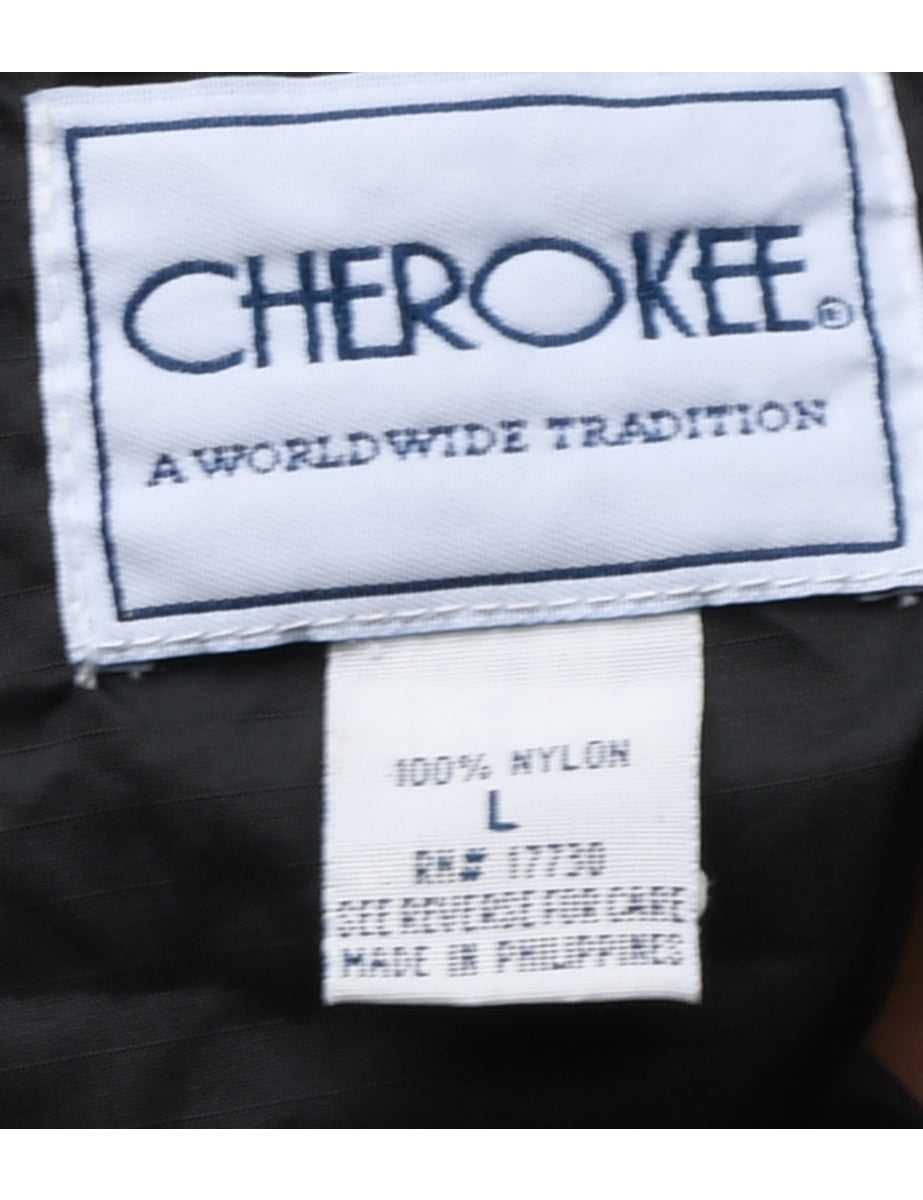 CHEROKEE®
A WORLDWIDE TRADITION
100% NYLON
L
RN# 17730
SEE REVERSE FOR CARE
MADE IN PHILIPPINES